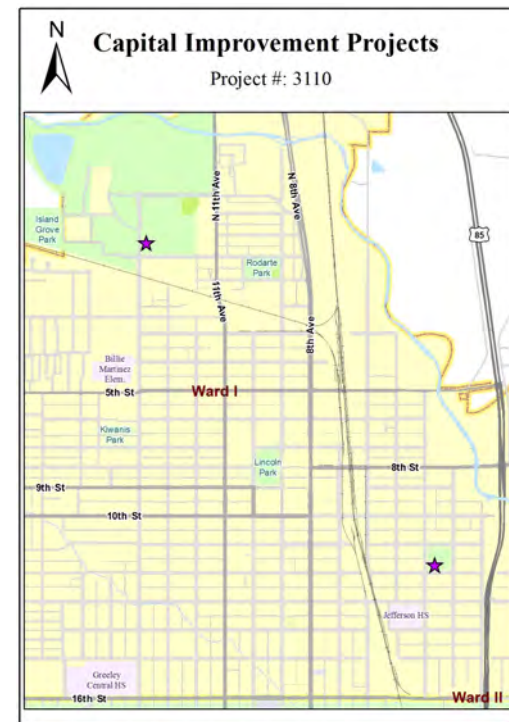 N
Capital Improvement Projects
Project #: 3110
N 11th Ave
N 8th Ave
Island
Grove
Park
85
Rodarte
Park
11th Ave
8th Ave
Billie
Martinez
Elem.
5th St
Ward I
Kiwanis
Park
Lincoln
Park
8th St
9th St
10th St
Jefferson HS
Greeley
Central HS
16th St
Ward II